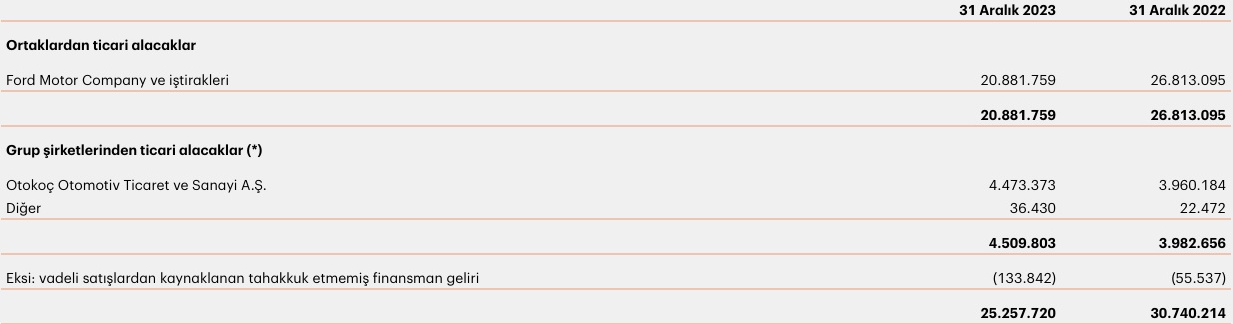 31 Aralık 2023 31 Aralık 2022
Ortaklardan ticari alacaklar
Ford Motor Company ve iştirakleri 20.881.759 26.813.095
20.881.759 26.813.095
Grup şirketlerinden ticari alacaklar (*)
Otokoç Otomotiv Ticaret ve Sanayi A.Ş. 4.473.373 3.960.184
Diğer 36.430 22.472
4.509.803 3.982.656
Eksi: vadeli satışlardan kaynaklanan tahakkuk etmemiş finansman geliri (133.842) (55.537)
25.257.720 30.740.214